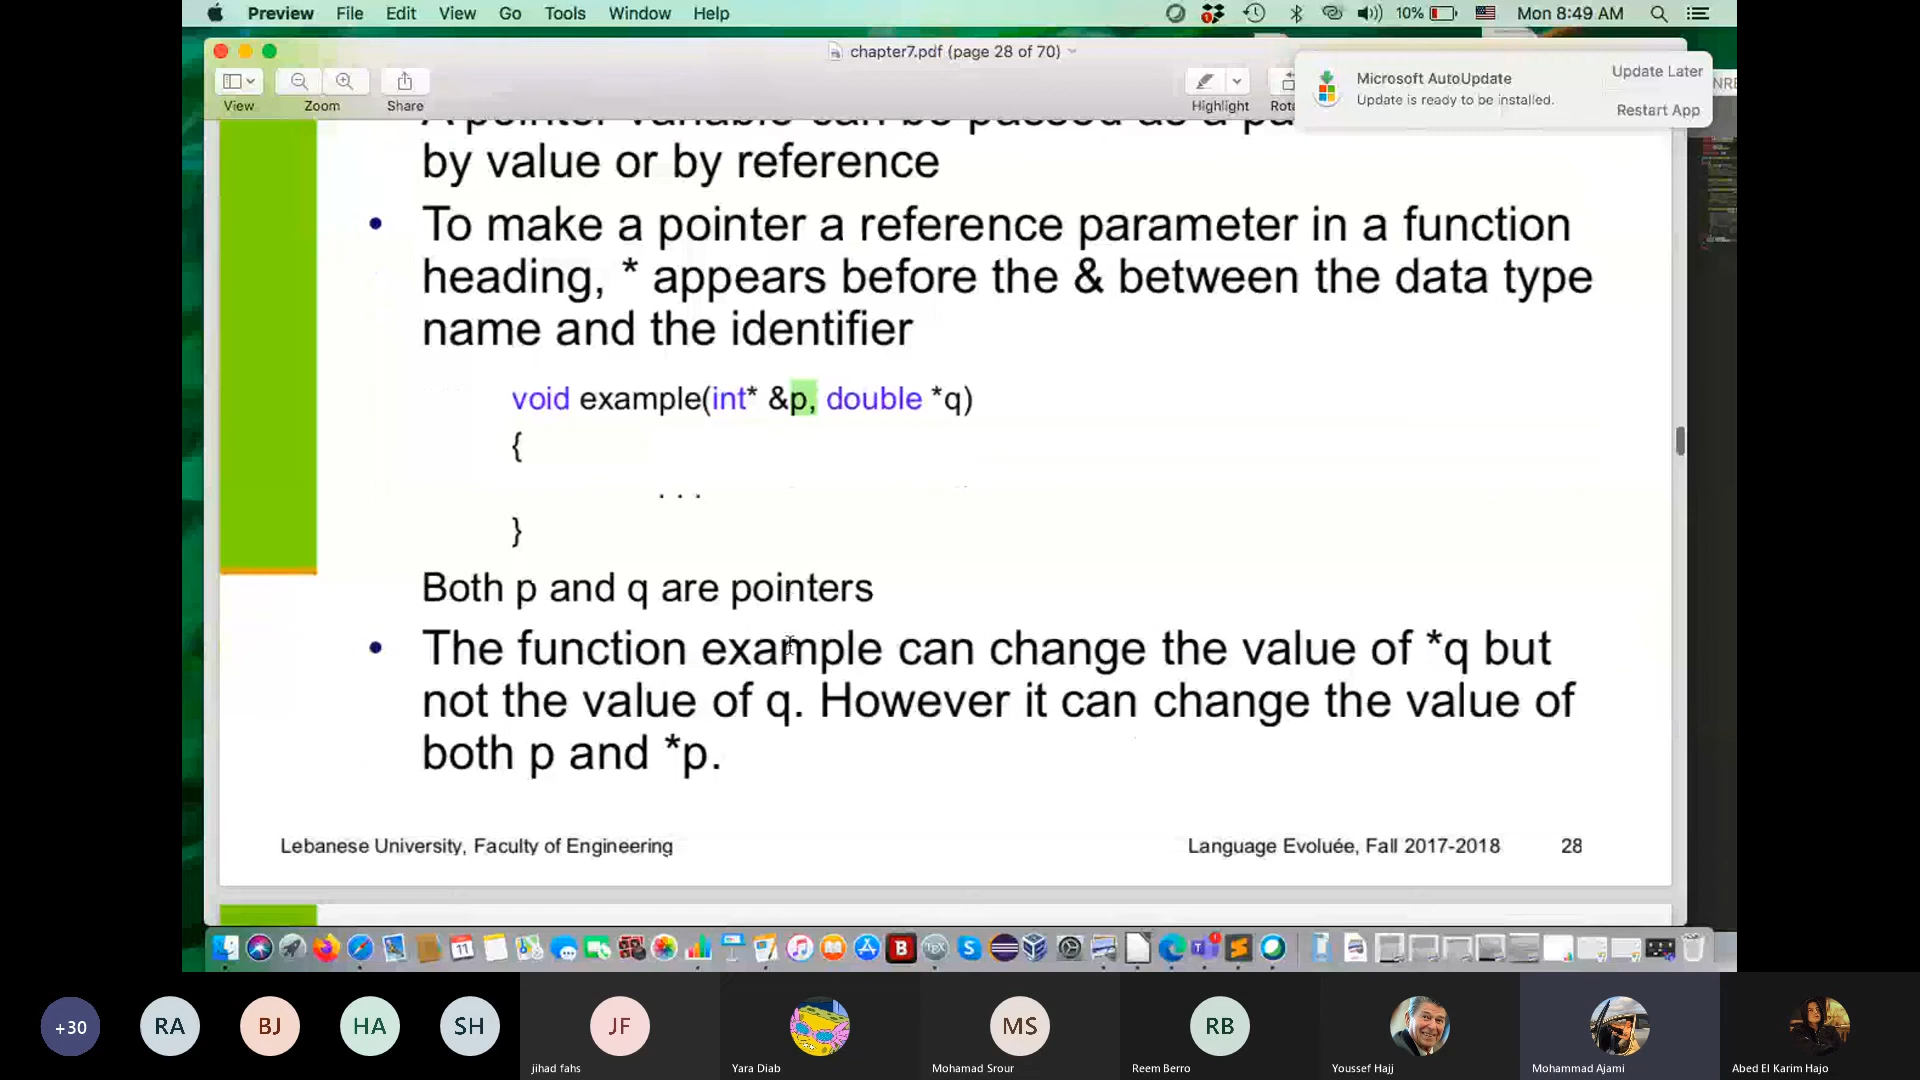 Preview File Edit View Go Tools Window Help 10% Mon 8:49 AM
chapter7.pdf (page 28 of 70)
View Zoom Share Highlight
Microsoft AutoUpdate
Update is ready to be installed.
Update Later
Restart App
A pointer variable can be passed as a
by value or by reference
• To make a pointer a reference parameter in a function
heading, * appears before the & between the data type
name and the identifier
void example(int* &p, double *q)
{
. . .
}
Both p and q are pointers
• The function example can change the value of *q but
not the value of q. However it can change the value of
both p and *p.
Lebanese University, Faculty of Engineering
Language Evoluée, Fall 2017-2018 28
+30 RA BJ HA SH JF MS RB
jihad fahs Yara Diab Mohamad Srour Reem Berro Youssef Hajj Mohammad Ajami Abed El Karim Hajo